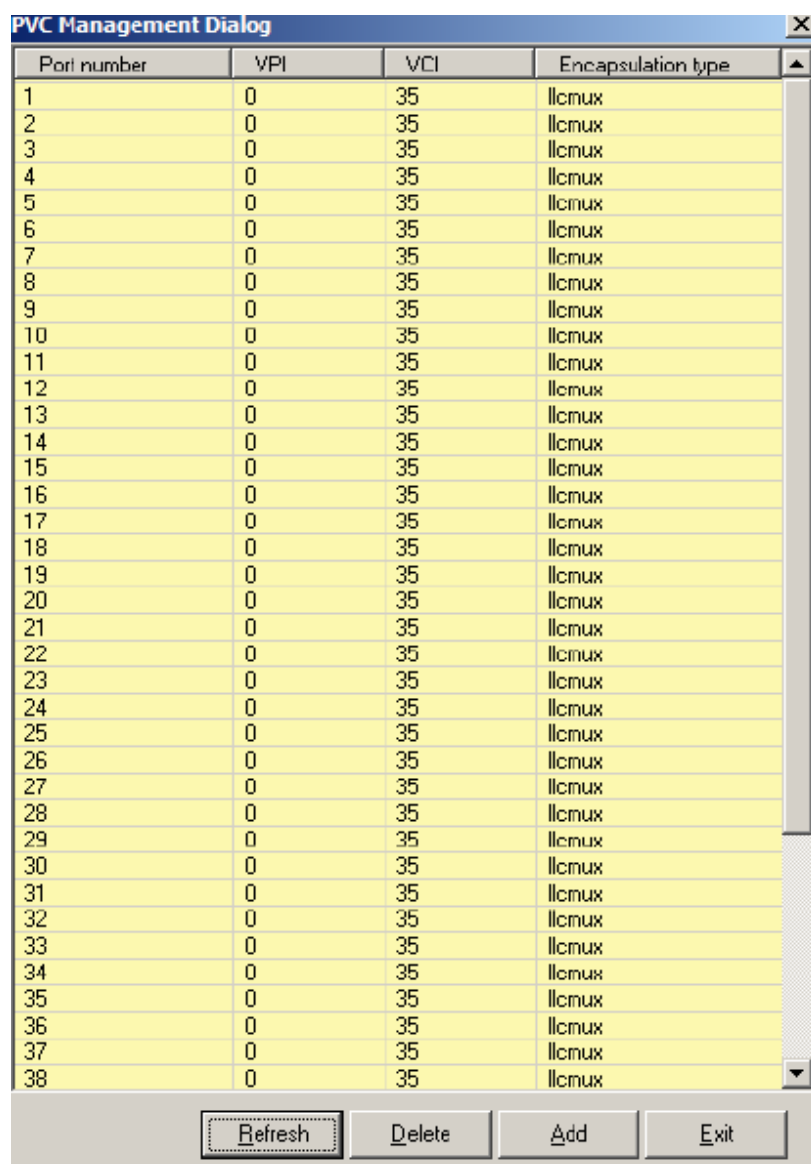 PVC Management Dialog
Port number VPI VCI Encapsulation type
1 0 35 llcmux
2 0 35 llcmux
3 0 35 llcmux
4 0 35 llcmux
5 0 35 llcmux
6 0 35 llcmux
7 0 35 llcmux
8 0 35 llcmux
9 0 35 llcmux
10 0 35 llcmux
11 0 35 llcmux
12 0 35 llcmux
13 0 35 llcmux
14 0 35 llcmux
15 0 35 llcmux
16 0 35 llcmux
17 0 35 llcmux
18 0 35 llcmux
19 0 35 llcmux
20 0 35 llcmux
21 0 35 llcmux
22 0 35 llcmux
23 0 35 llcmux
24 0 35 llcmux
25 0 35 llcmux
26 0 35 llcmux
27 0 35 llcmux
28 0 35 llcmux
29 0 35 llcmux
30 0 35 llcmux
31 0 35 llcmux
32 0 35 llcmux
33 0 35 llcmux
34 0 35 llcmux
35 0 35 llcmux
36 0 35 llcmux
37 0 35 llcmux
38 0 35 llcmux
Refresh Delete Add Exit